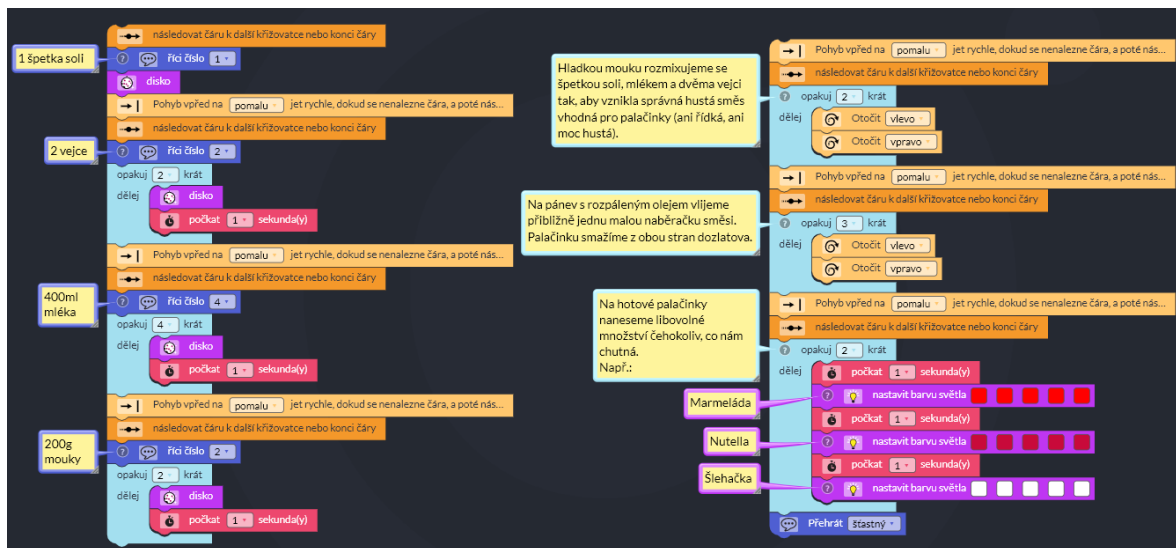 následovat čáru k další křižovatce nebo konci čáry
1 špetka soli
říci číslo 1
disko
Pohyb vpřed na pomalu jet rychle, dokud se nenalezne čára, a poté nás...
následovat čáru k další křižovatce nebo konci čáry
2 vejce
říci číslo 2
opakuj 2 krát
dělej
disko
počkat 1 sekunda(y)
Pohyb vpřed na pomalu jet rychle, dokud se nenalezne čára, a poté nás...
následovat čáru k další křižovatce nebo konci čáry
400ml
mléka
říci číslo 4
opakuj 4 krát
dělej
disko
počkat 1 sekunda(y)
Pohyb vpřed na pomalu jet rychle, dokud se nenalezne čára, a poté nás...
následovat čáru k další křižovatce nebo konci čáry
200g
mouky
říci číslo 2
opakuj 2 krát
dělej
disko
počkat 1 sekunda(y)
Hladkou mouku rozmixujeme se
špetkou soli, mlékem a dvěma vejci
tak, aby vznikla správná hustá směs
vhodná pro palačinky (ani řídká, ani
moc hustá).
Pohyb vpřed na pomalu jet rychle, dokud se nenalezne čára, a poté nás...
následovat čáru k další křižovatce nebo konci čáry
opakuj 2 krát
dělej
Otočit vlevo
Otočit vpravo
Na pánev s rozpáleným olejem vlijeme
přibližně jednu malou naběračku směsi.
Palačinku smažíme z obou stran dozlatova.
Pohyb vpřed na pomalu jet rychle, dokud se nenalezne čára, a poté nás...
následovat čáru k další křižovatce nebo konci čáry
opakuj 3 krát
dělej
Otočit vlevo
Otočit vpravo
Na hotové palačinky
naneseme libovolné
množství čehokoliv, co nám
chutná.
Např.:
Pohyb vpřed na pomalu jet rychle, dokud se nenalezne čára, a poté nás...
následovat čáru k další křižovatce nebo konci čáry
opakuj 2 krát
dělej
počkat 1 sekunda(y)
Marmeláda
nastavit barvu světla
počkat 1 sekunda(y)
Nutella
nastavit barvu světla
počkat 1 sekunda(y)
Šlehačka
nastavit barvu světla
Přehrát šťastný